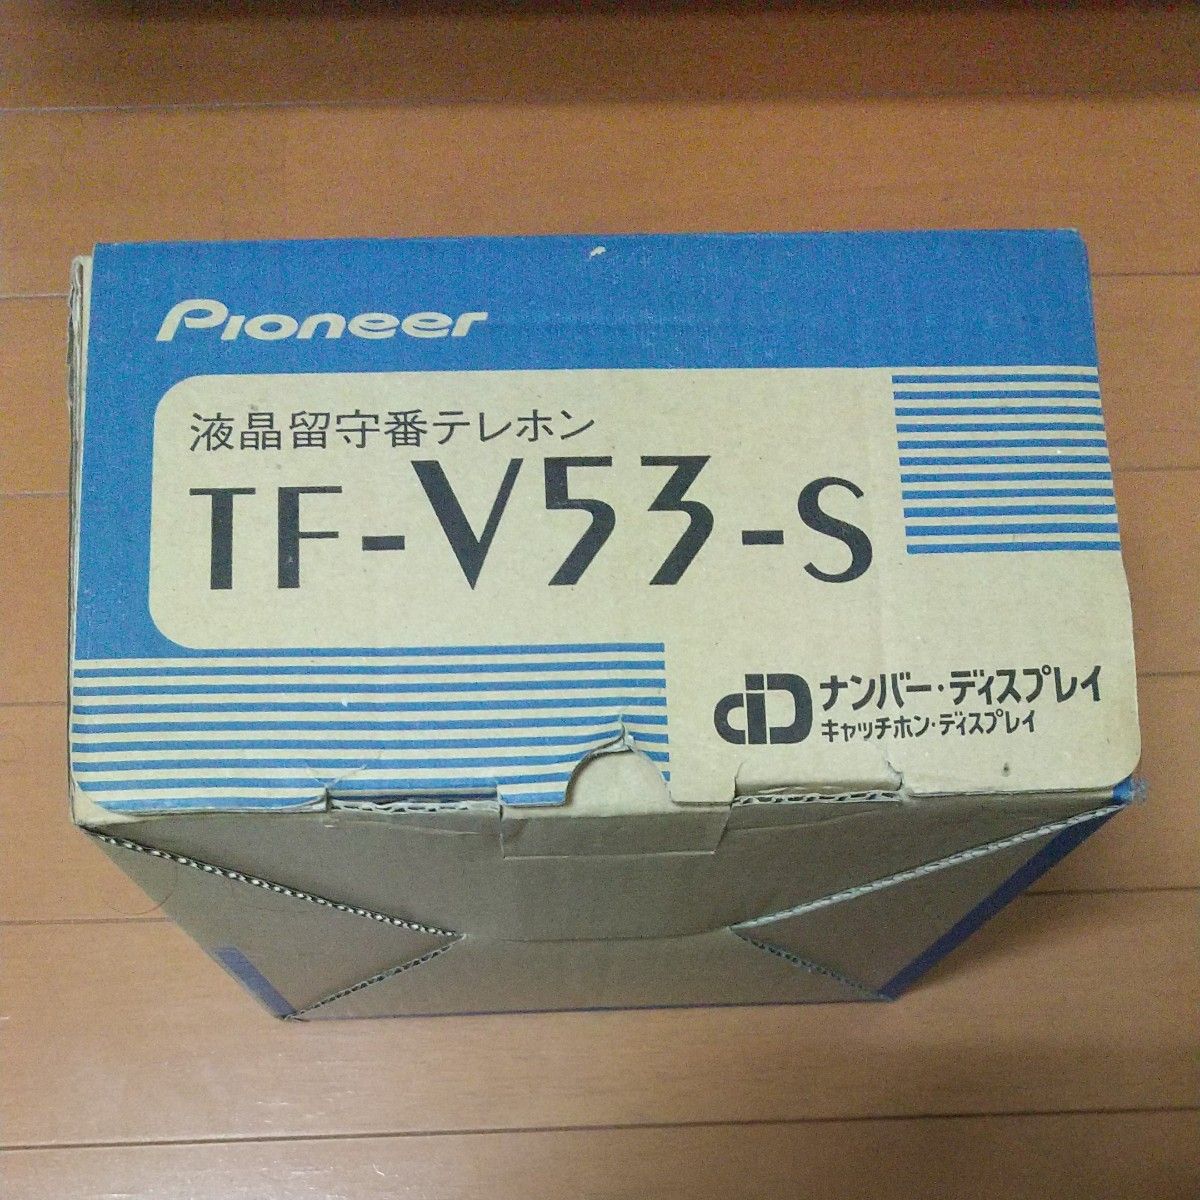 Pioneer
液晶留守番テレホン
TF-V53-S
ナンバー・ディスプレイ
キャッチホン・ディスプレイ